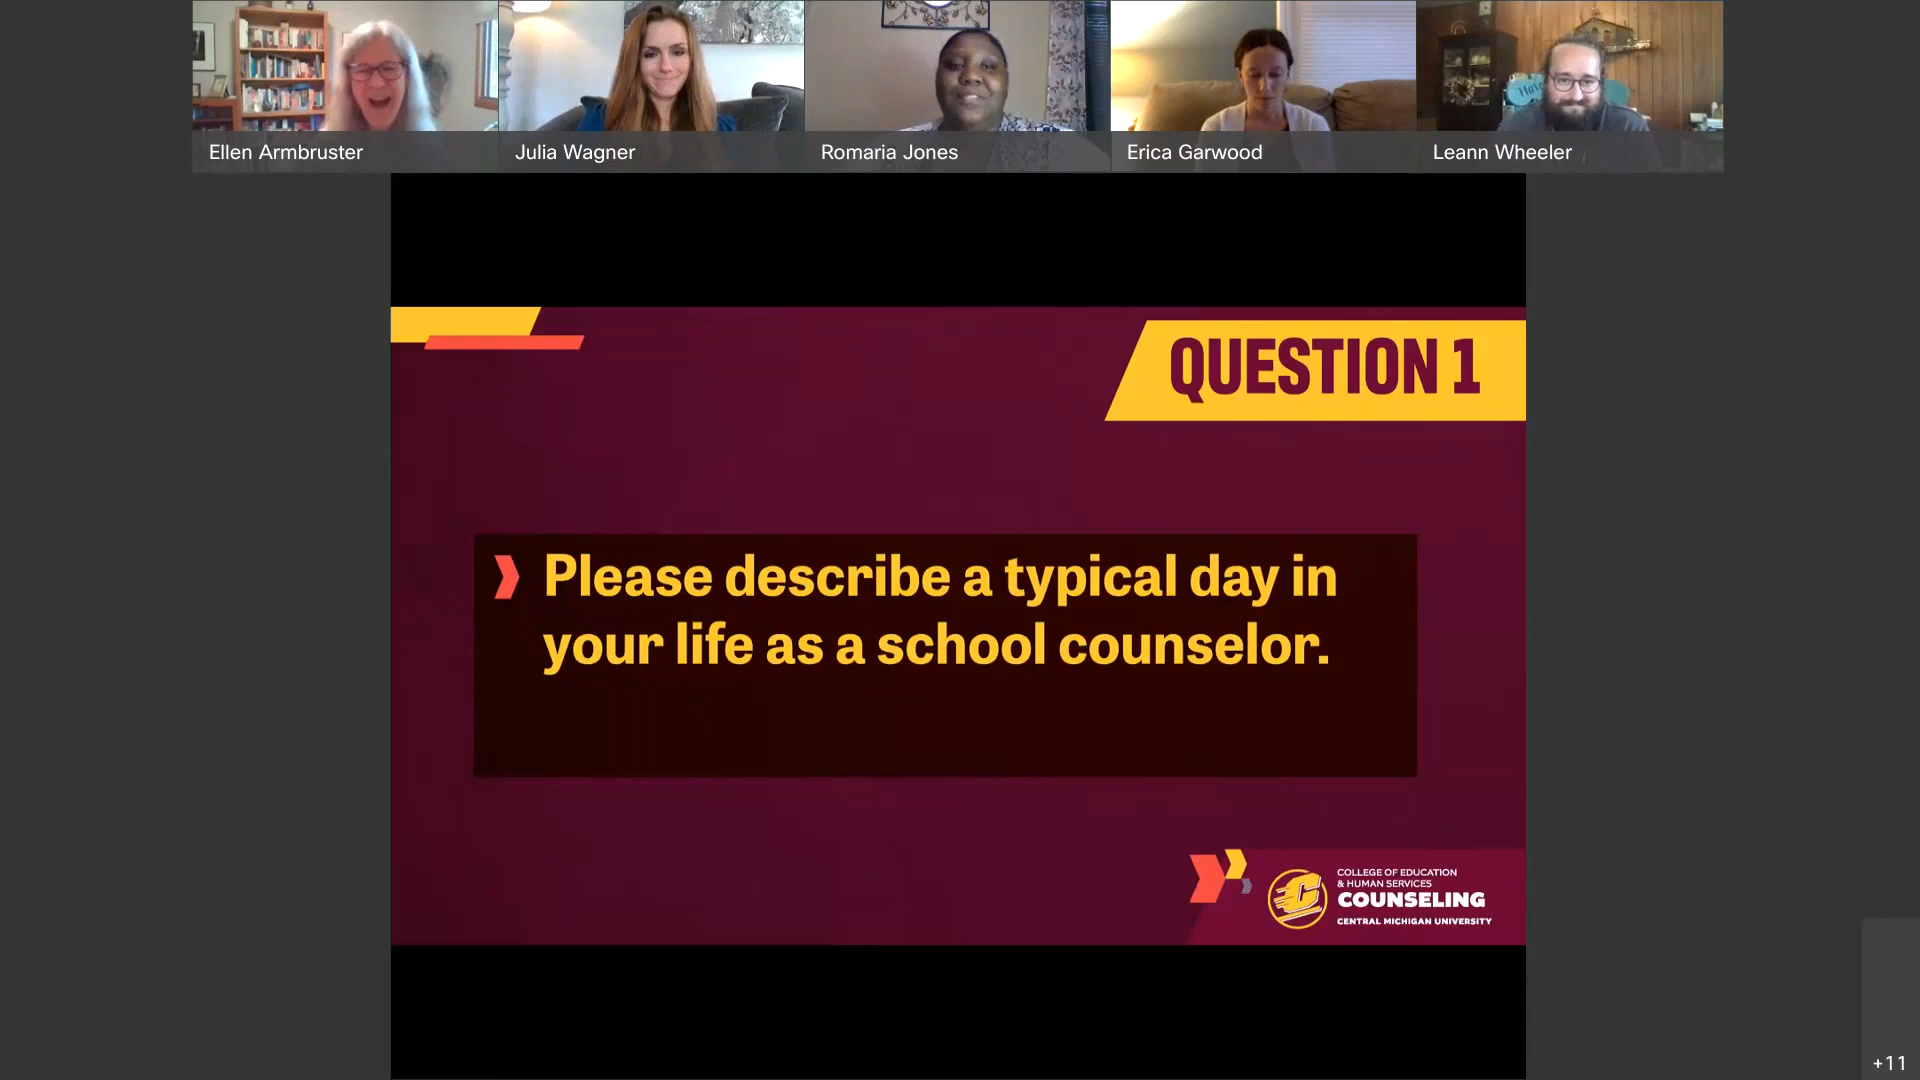 Ellen Armbruster
Julia Wagner
Romaria Jones
Erica Garwood
Leann Wheeler
QUESTION 1
Please describe a typical day in
your life as a school counselor.
COLLEGE OF EDUCATION
& HUMAN SERVICES
COUNSELING
CENTRAL MICHIGAN UNIVERSITY
+11